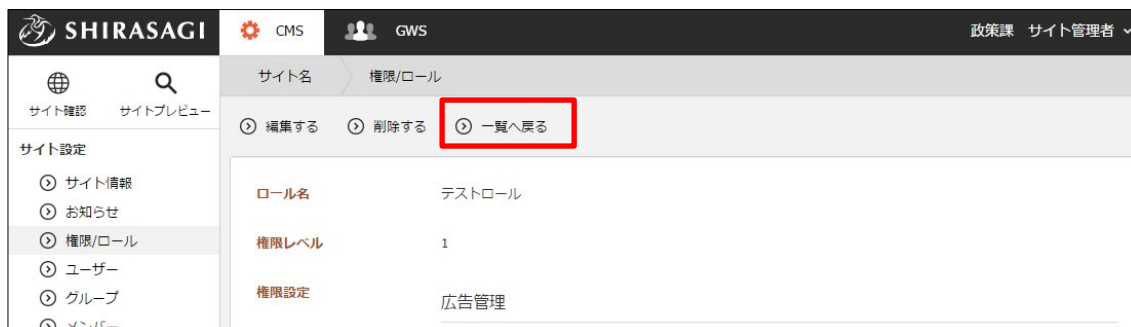 SHIRASAGI
CMS
GWS
政策課 サイト管理者
サイト確認
サイトプレビュー
サイト名
権限/ロール
編集する
削除する
一覧へ戻る
サイト設定
サイト情報
お知らせ
権限/ロール
ユーザー
グループ
メンバー
ロール名
テストロール
権限レベル
1
権限設定
広告管理